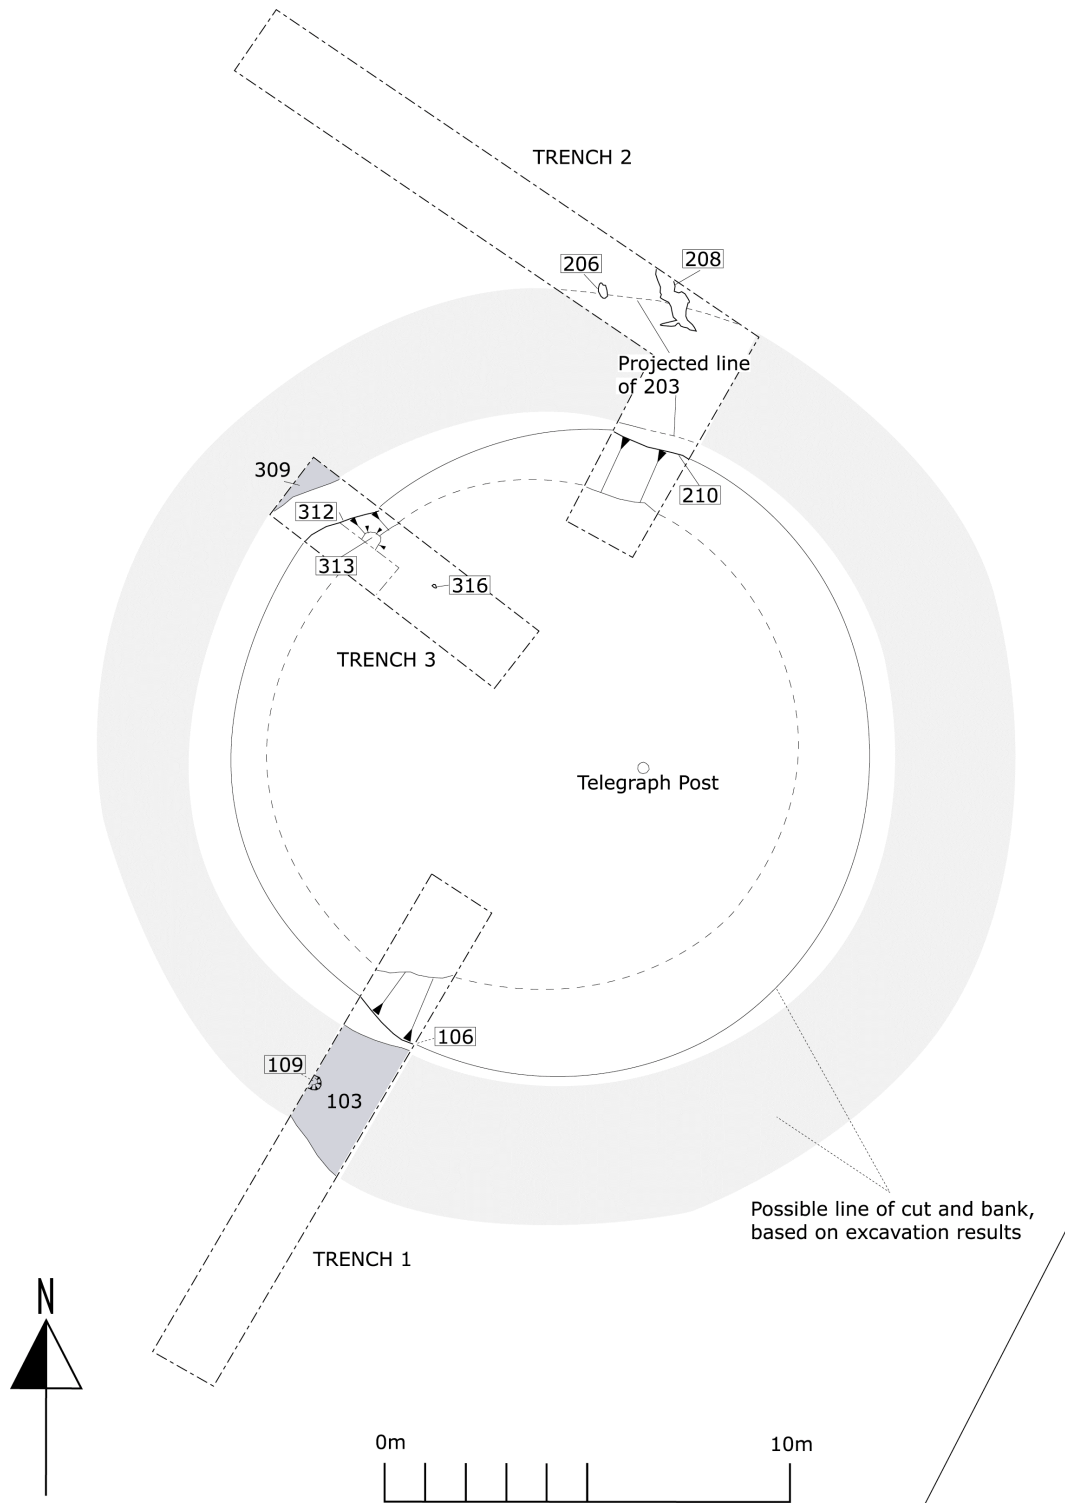 TRENCH 2
206
208
Projected line
of 203
309
312
210
313
316
TRENCH 3
Telegraph Post
106
109
103
Possible line of cut and bank,
based on excavation results
TRENCH 1
N
0m
10m